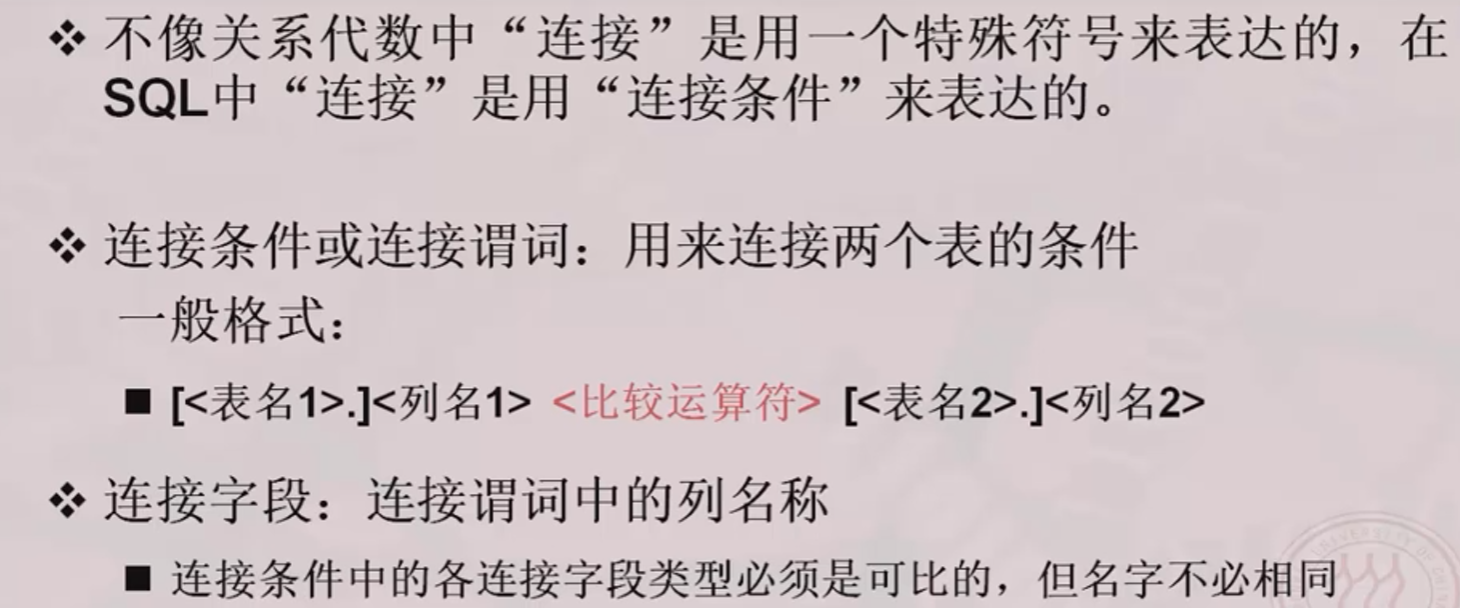 ❖ 不像关系代数中“连接”是用一个特殊符号来表达的，在
SQL中“连接”是用“连接条件”来表达的。
❖ 连接条件或连接谓词：用来连接两个表的条件
一般格式：
■ [<表名1>.]<列名1> <比较运算符> [<表名2>.]<列名2>
❖ 连接字段：连接谓词中的列名称
■ 连接条件中的各连接字段类型必须是可比的，但名字不必相同
UNIVERSITY OF